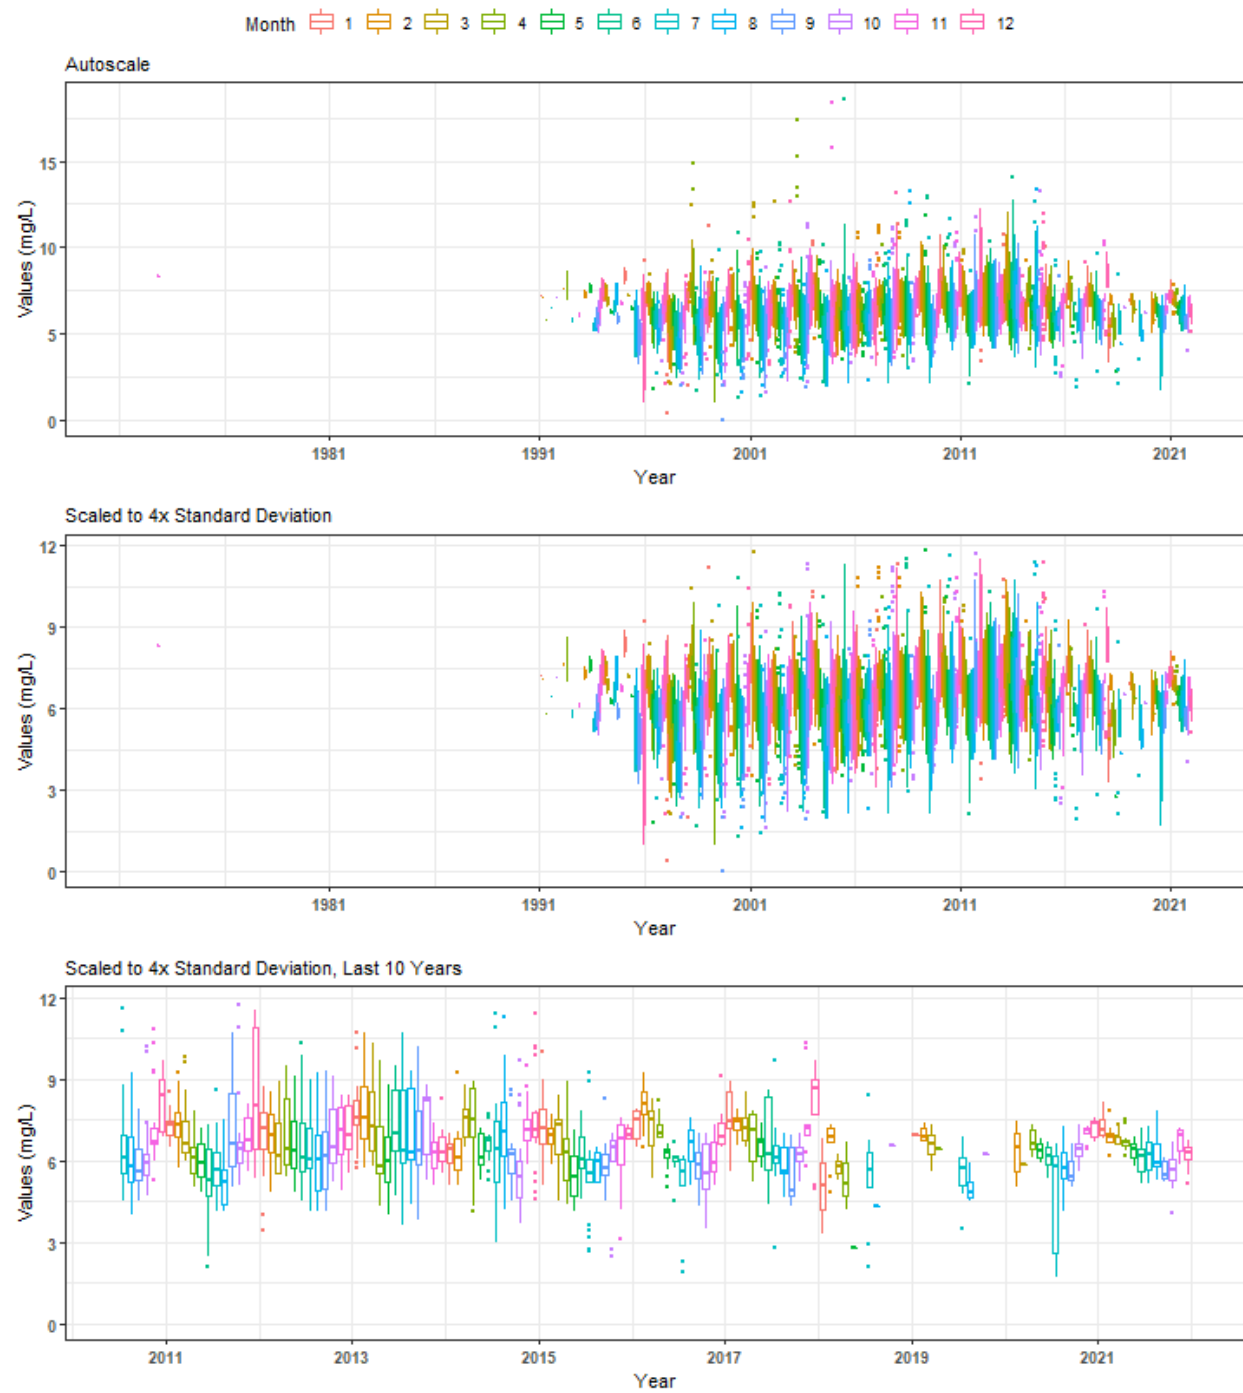 Month 1 2 3 4 5 6 7 8 9 10 11 12
Autoscale
Values (mg/L)
15
10
5
0
1981 1991 2001 2011 2021
Year
Scaled to 4x Standard Deviation
Values (mg/L)
12
9
6
3
0
1981 1991 2001 2011 2021
Year
Scaled to 4x Standard Deviation, Last 10 Years
Values (mg/L)
12
9
6
3
0
2011 2013 2015 2017 2019 2021
Year